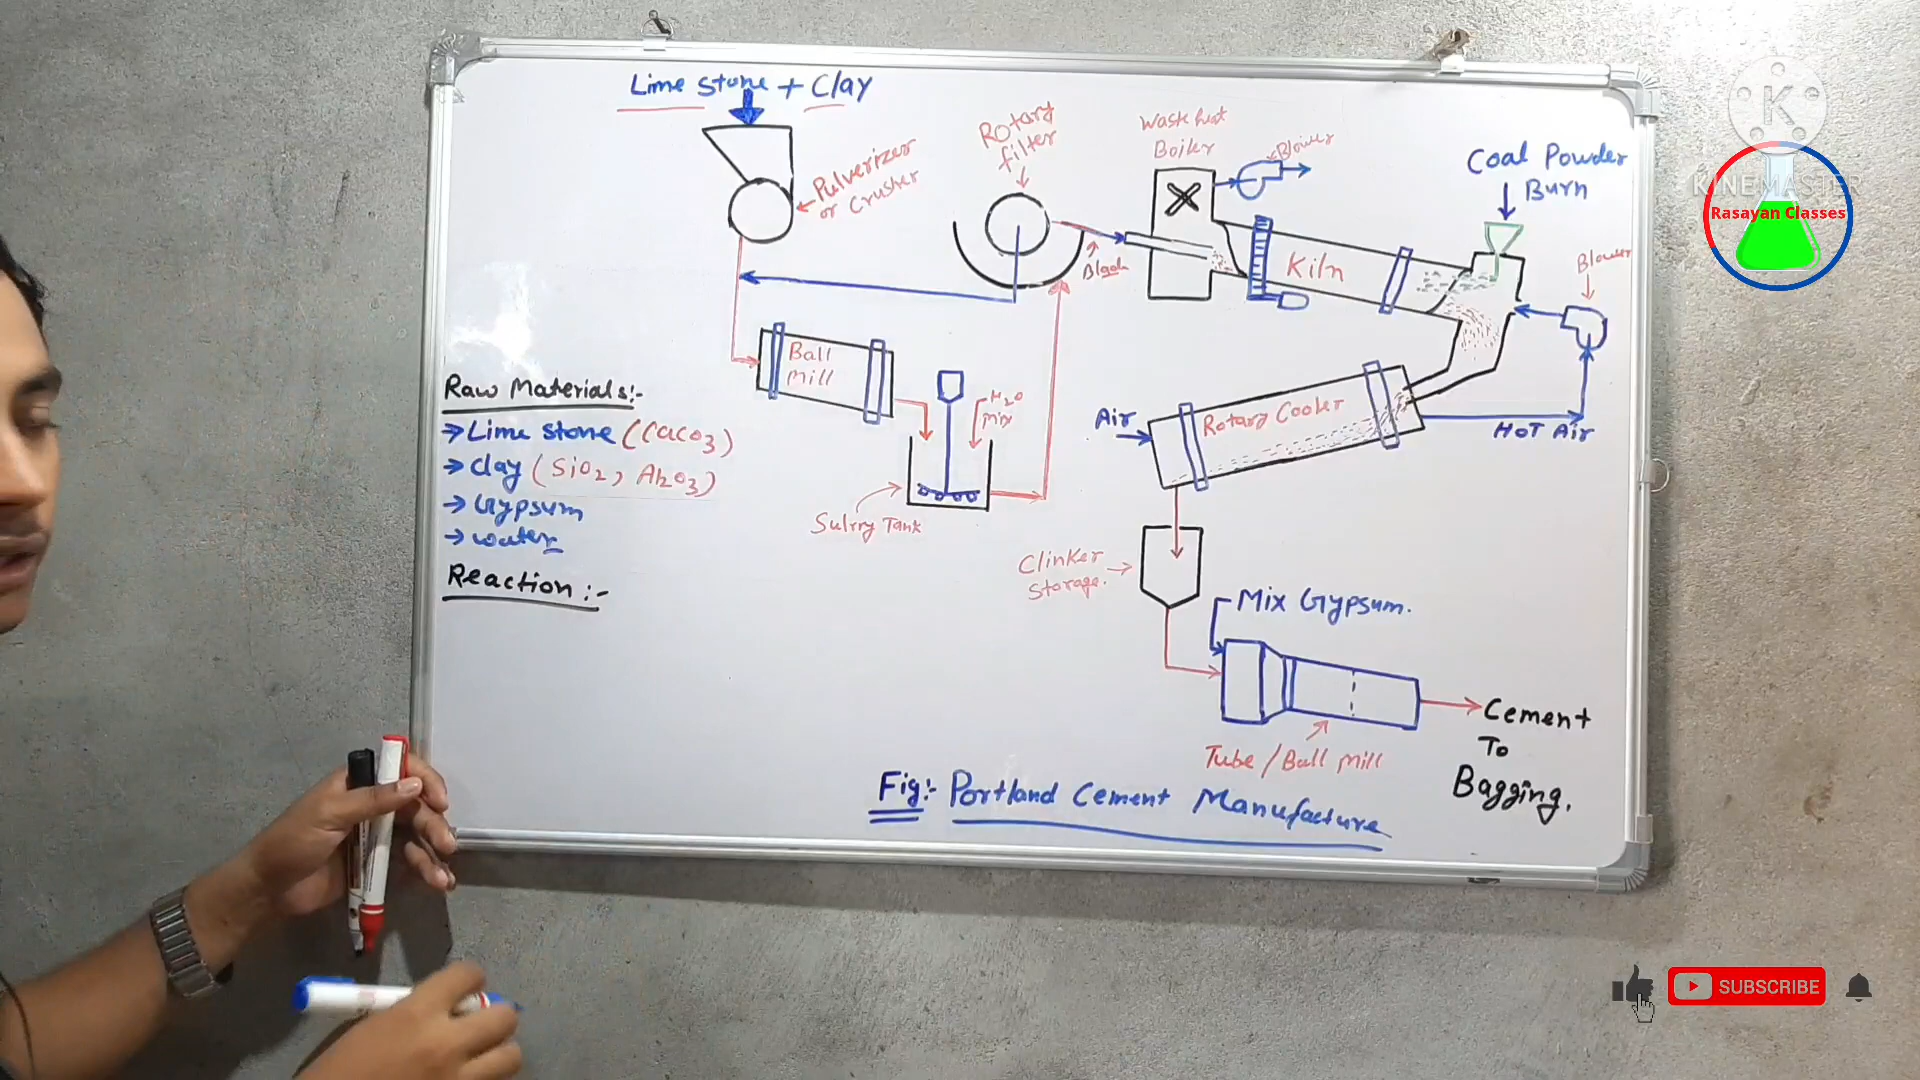 Lime stone + Clay
Pulverizer
or Crusher
Rotary
filter
Waste heat
Boiler
Blower
Coal Powder
Burn
KINEMASTER
K
Rasayan Classes
Blower
Kiln
Ball
Mill
H2O
Mix
Air
Rotary Cooler
HOT Air
Raw Materials:-
→ Lime stone (CaCO3)
→ Clay (SiO2, Al2O3)
→ Gypsum
→ water
Reaction :-
Sulrry Tank
Clinker
Storage.
Mix Gypsum.
Tube / Ball Mill
Cement
To
Bagging.
Fig:- Portland Cement Manufacture
SUBSCRIBE